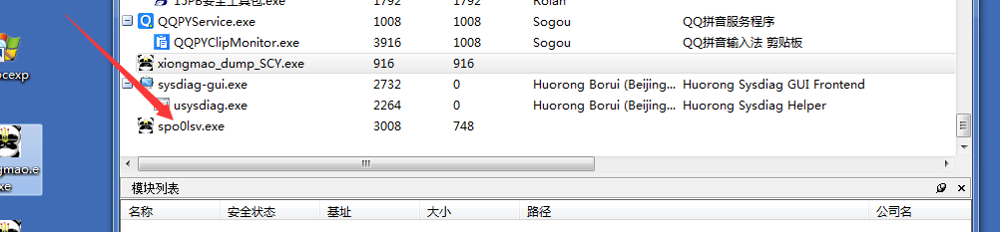 15PB安全工具包.exe 1792 1792 Rolan
QQPYService.exe 1008 1008 Sogou QQ拼音服务程序
QQPYClipMonitor.exe 3916 1008 Sogou QQ拼音输入法 剪贴板
xiongmao_dump_SCY.exe 916 916
sysdiag-gui.exe 2732 0 Huorong Borui (Beijing... Huorong Sysdiag GUI Frontend
usysdiag.exe 2264 0 Huorong Borui (Beijing... Huorong Sysdiag Helper
spo0lsv.exe 3008 748
ocexp
ngmao.e
xe
模块列表
名称 安全状态 基址 大小 路径 公司名